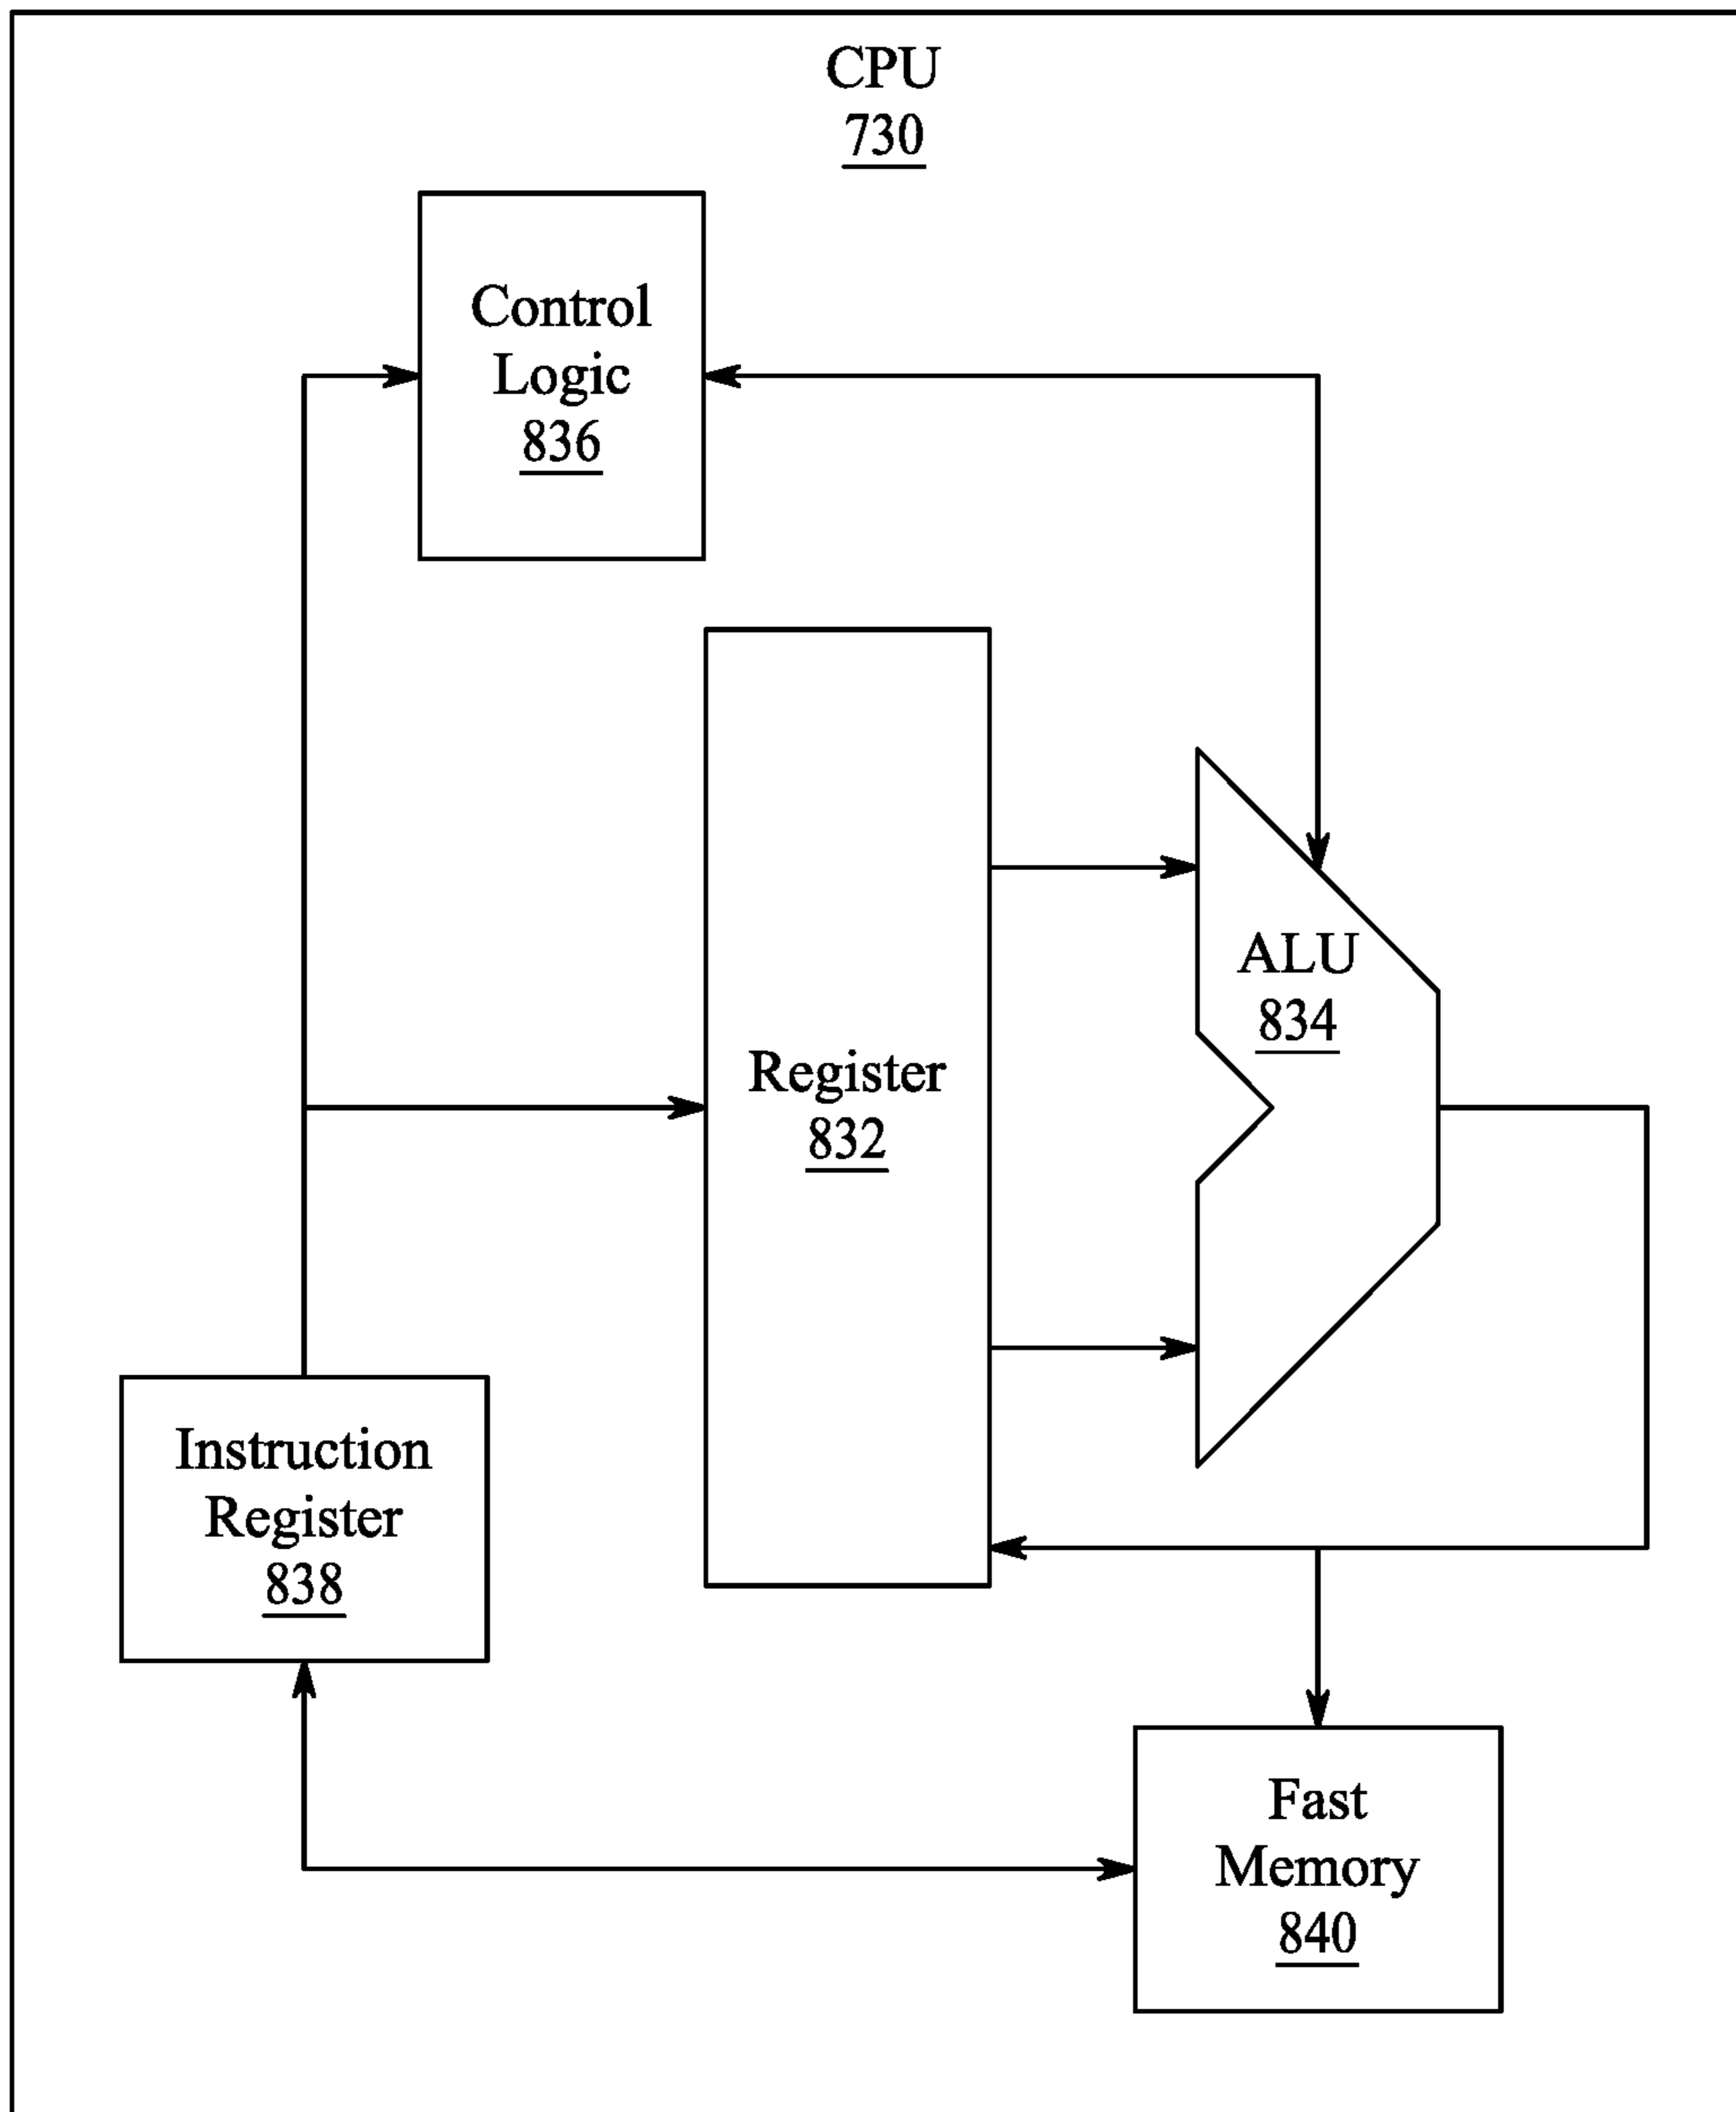 CPU
730
Control
Logic
836
ALU
834
Register
832
Instruction
Register
838
Fast
Memory
840